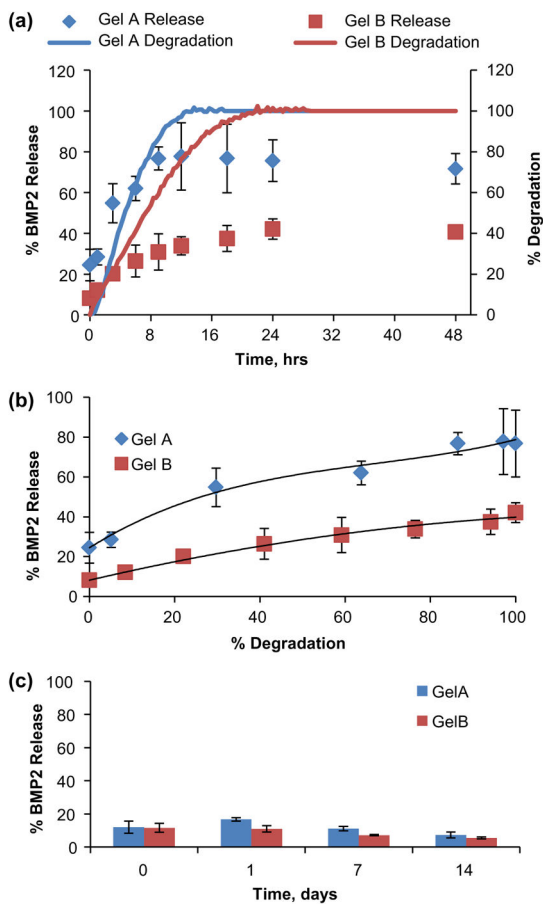 (a)
Gel A Release Gel B Release
Gel A Degradation Gel B Degradation
120 120
100 100
80 80
60 60
40 40
20 20
0 0
0 8 16 24 32 40 48
% BMP2 Release
% Degradation
Time, hrs
(b)
100
80
60
40
20
0
Gel A
Gel B
0 20 40 60 80 100
% BMP2 Release
% Degradation
(c)
100
80
60
40
20
0
GelA
GelB
0 1 7 14
% BMP2 Release
Time, days